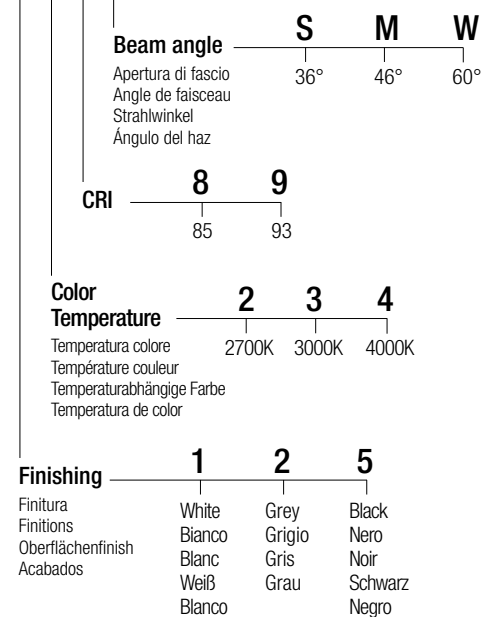 Beam angle S M W
Apertura di fascio 36° 46° 60°
Angle de faisceau
Strahlwinkel
Ángulo del haz
CRI 8 9
85 93
Color
Temperature 2 3 4
Temperatura colore 2700K 3000K 4000K
Température couleur
Temperaturabhängige Farbe
Temperatura de color
Finishing 1 2 5
Finitura White Grey Black
Finitions Bianco Grigio Nero
Oberflächenfinish Blanc Gris Noir
Acabados Weiß Grau Schwarz
Blanco Negro